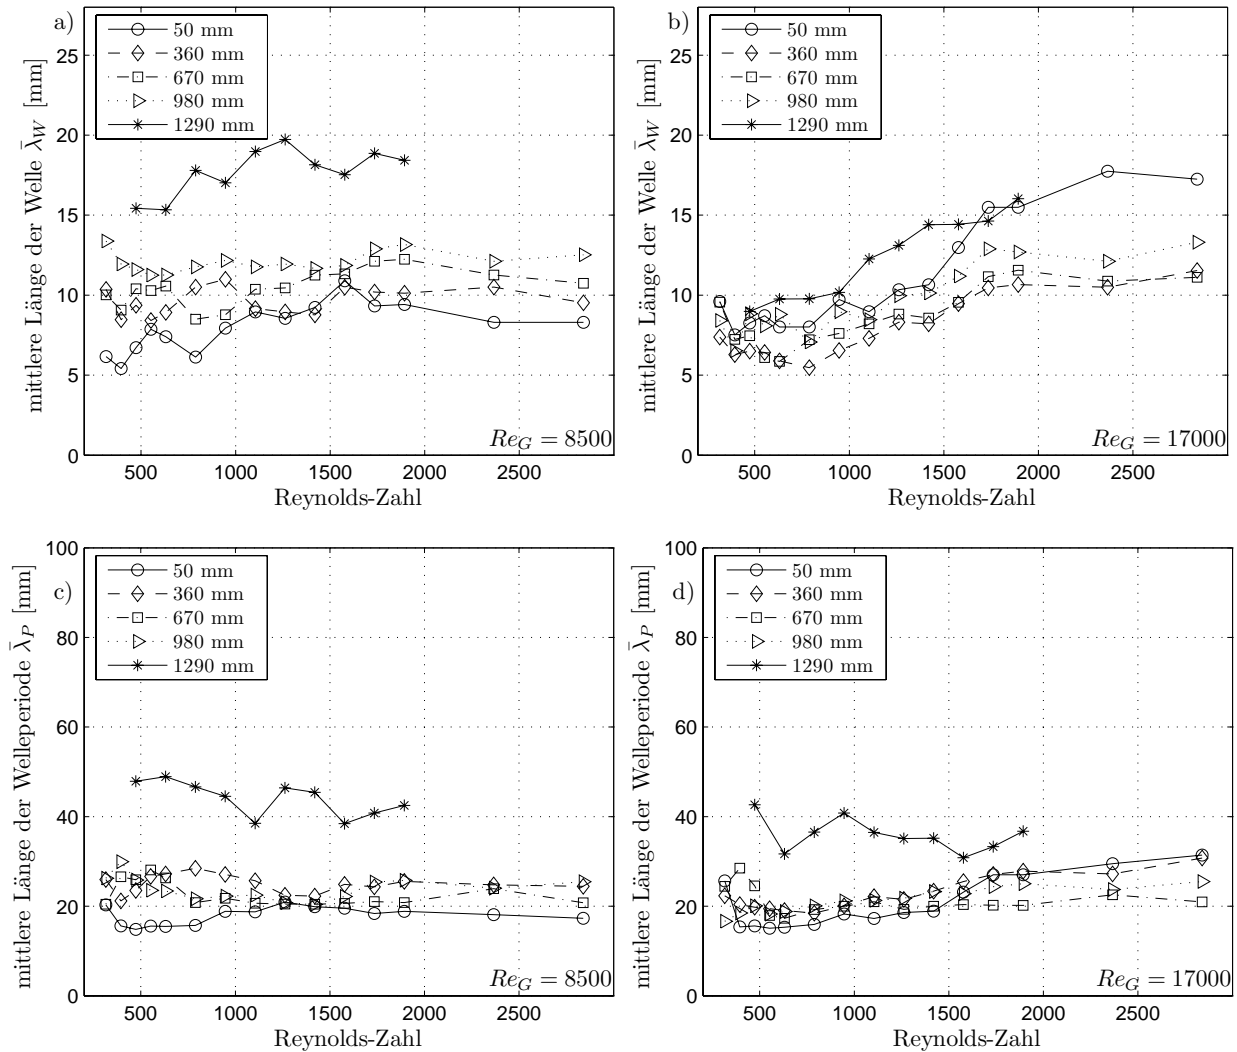 a)
50 mm
360 mm
670 mm
980 mm
1290 mm
mittlere Länge der Welle λ̄_W [mm]
25
20
15
10
5
0
500 1000 1500 2000 2500
Re_G = 8500
Reynolds-Zahl
b)
50 mm
360 mm
670 mm
980 mm
1290 mm
mittlere Länge der Welle λ̄_W [mm]
25
20
15
10
5
0
500 1000 1500 2000 2500
Re_G = 17000
Reynolds-Zahl
c)
50 mm
360 mm
670 mm
980 mm
1290 mm
mittlere Länge der Welleperiode λ̄_P [mm]
100
80
60
40
20
0
500 1000 1500 2000 2500
Re_G = 8500
Reynolds-Zahl
d)
50 mm
360 mm
670 mm
980 mm
1290 mm
mittlere Länge der Welleperiode λ̄_P [mm]
100
80
60
40
20
0
500 1000 1500 2000 2500
Re_G = 17000
Reynolds-Zahl